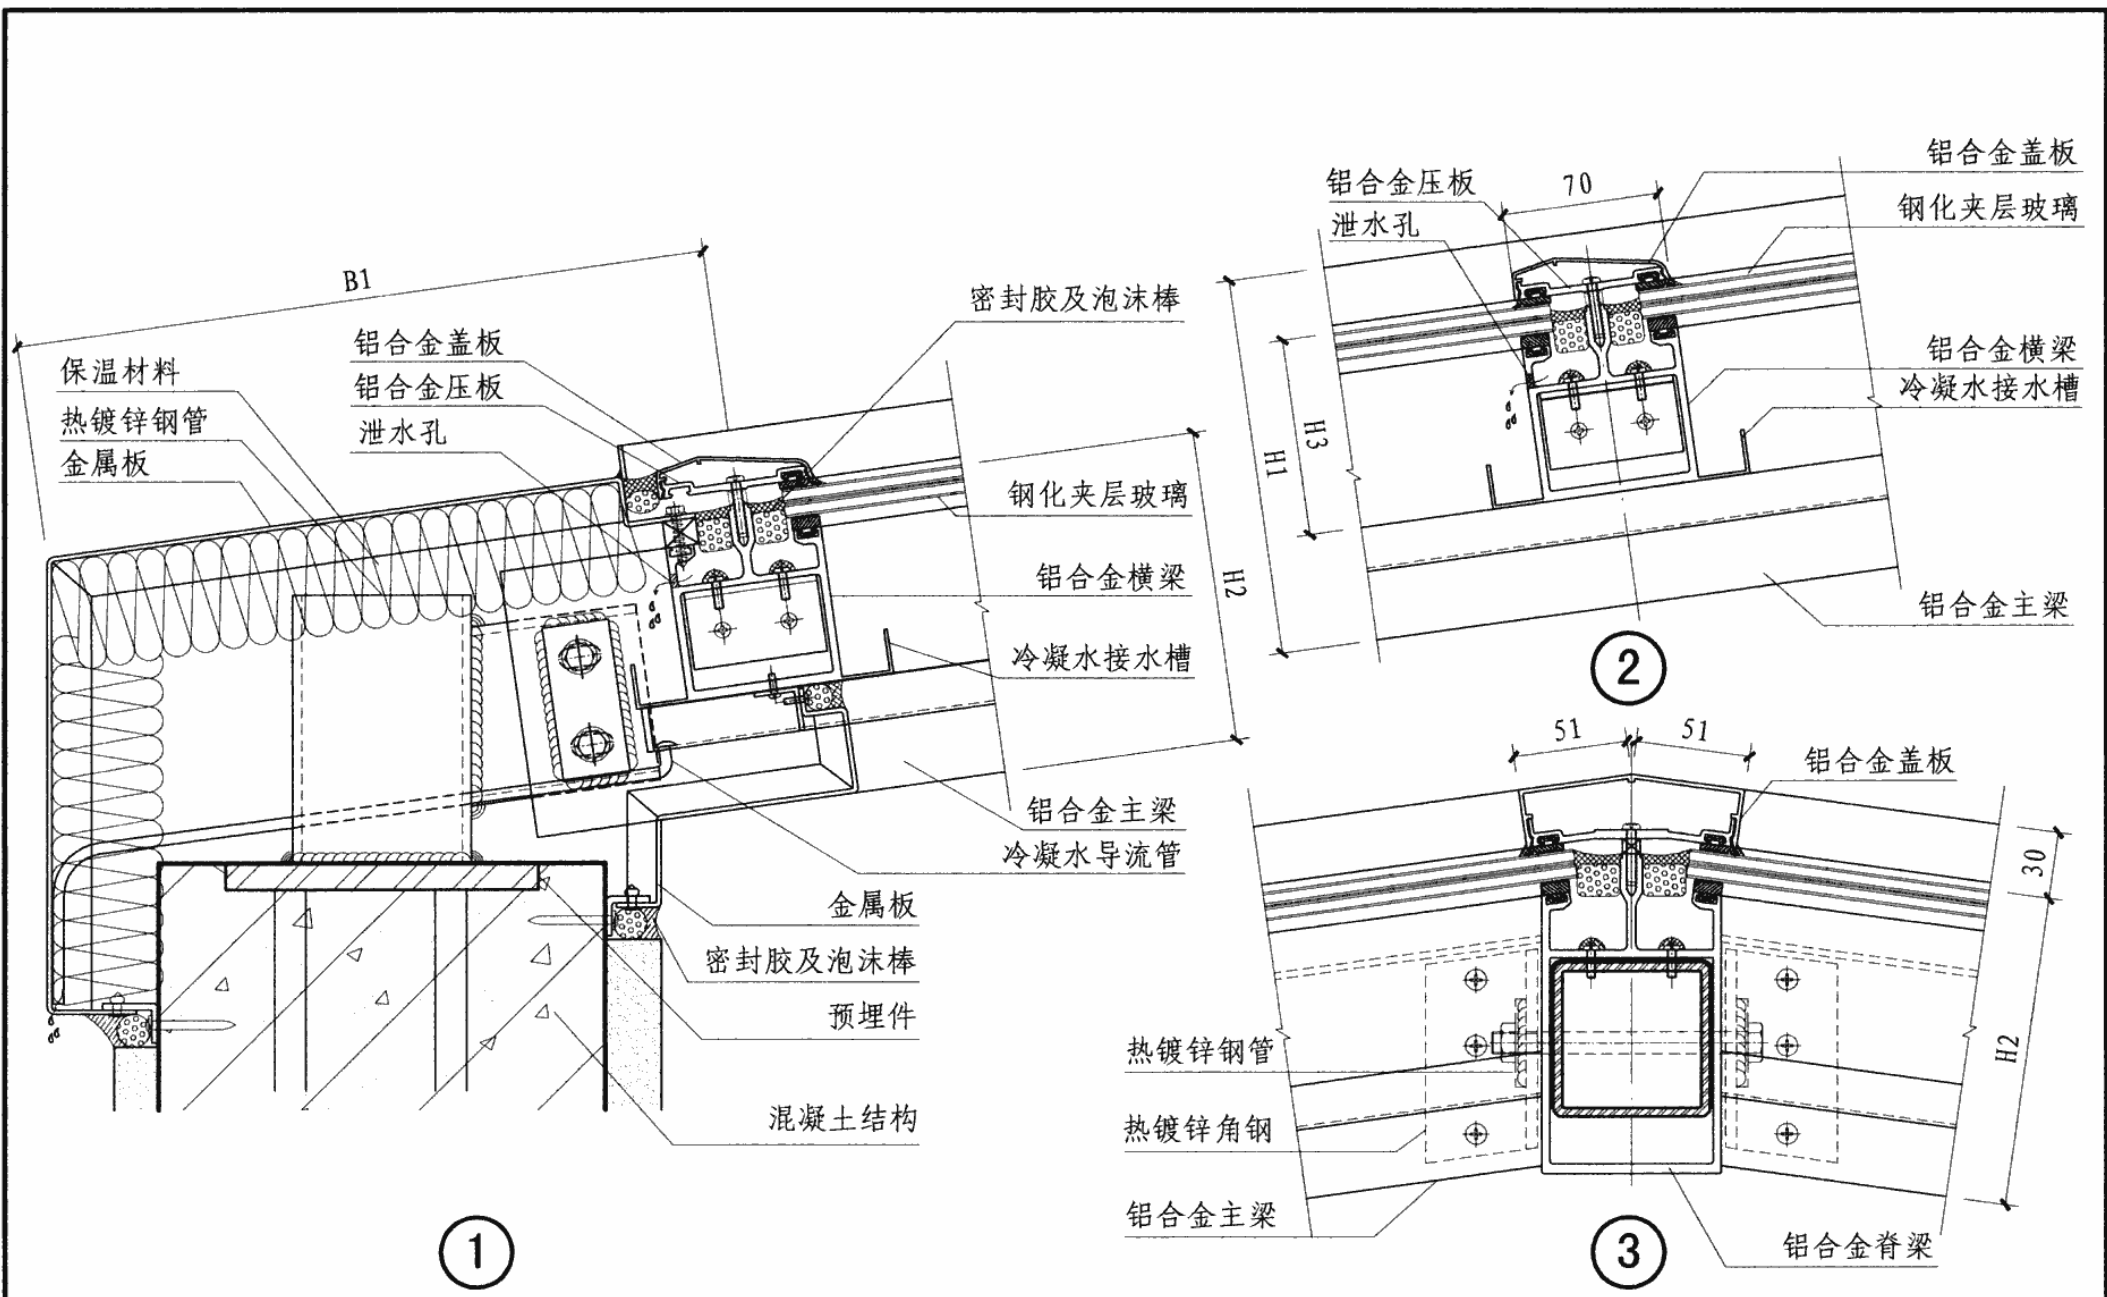 B1
保温材料
热镀锌钢管
金属板
铝合金盖板
铝合金压板
泄水孔
密封胶及泡沫棒
钢化夹层玻璃
铝合金横梁
H2
冷凝水接水槽
铝合金主梁
冷凝水导流管
金属板
密封胶及泡沫棒
预埋件
混凝土结构
1
铝合金压板
泄水孔
70
铝合金盖板
钢化夹层玻璃
铝合金横梁
冷凝水接水槽
H3
H1
铝合金主梁
2
51
51
铝合金盖板
30
H2
热镀锌钢管
热镀锌角钢
铝合金主梁
铝合金脊梁
3